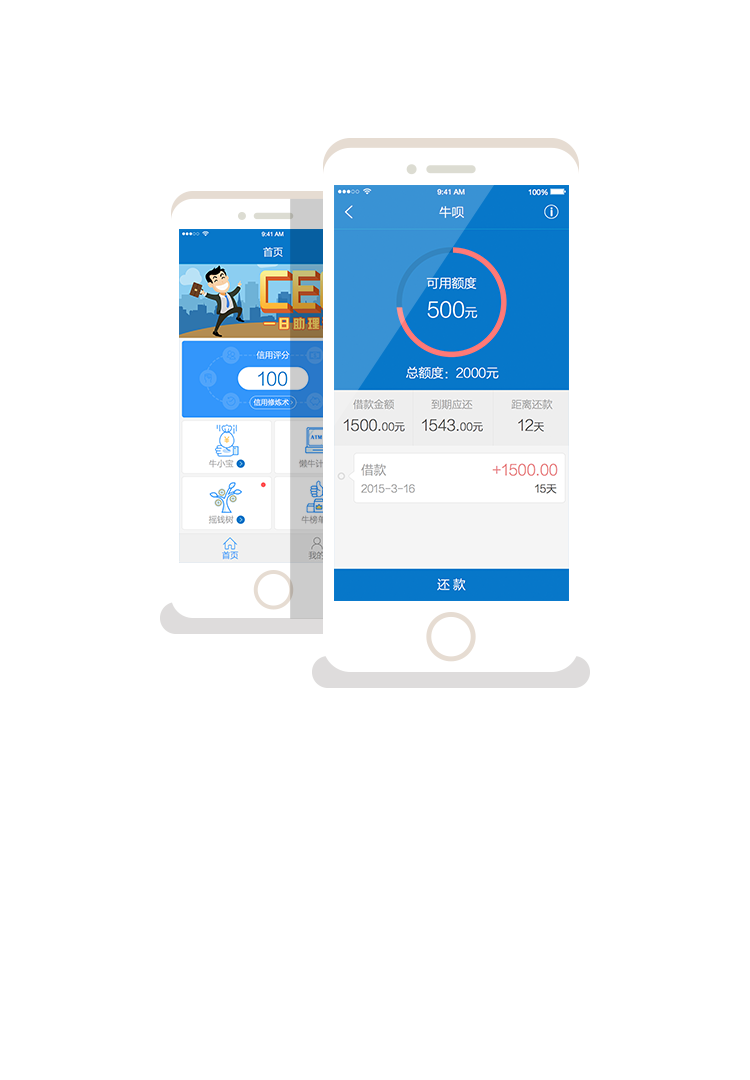 9:41 AM
首页
CE
一日助理
信用评分
100
信用修炼术
牛小宝
ATM
懒牛计
摇钱树
牛榜单
首页
我的
9:41 AM
100%
牛呗
可用额度
500元
总额度：2000元
借款金额
到期应还
距离还款
1500.00元
1543.00元
12天
借款
+1500.00
2015-3-16
15天
还 款